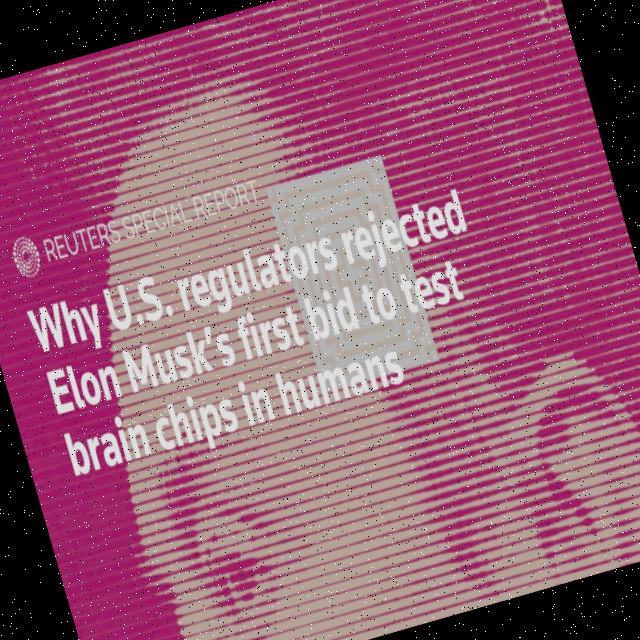 REUTERS SPECIAL REPORT
Why U.S. regulators rejected
Elon Musk's first bid to test
brain chips in humans